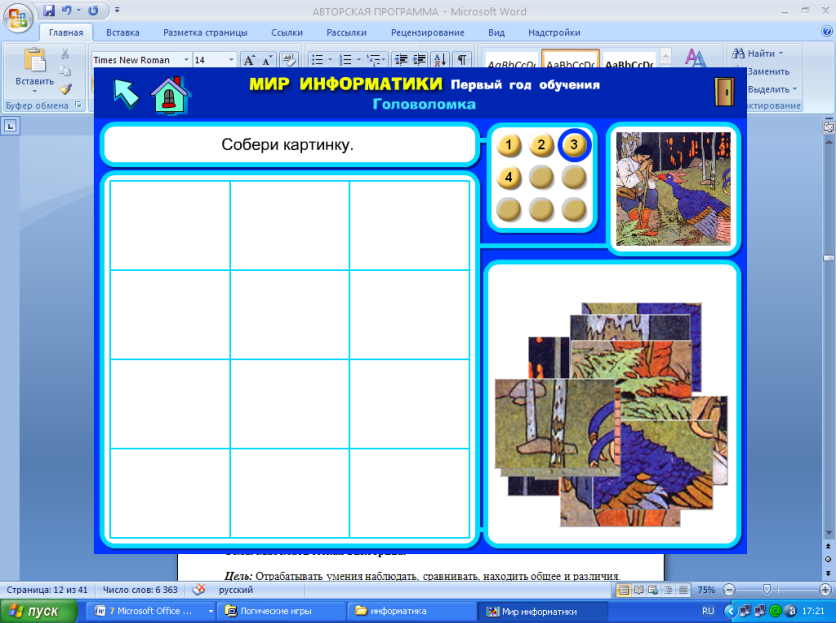 АВТОРСКАЯ ПРОГРАММА - Microsoft Word
Главная Вставка Разметка страницы Ссылки Рассылки Рецензирование Вид Надстройки
Times New Roman 14
Вставить
Буфер обмена
Найти
Заменить
Выделить
МИР ИНФОРМАТИКИ Первый год обучения
Головоломка
Собери картинку.
1 2 3
4
Цель: Отрабатывать умения наблюдать, сравнивать, находить общее и различия.
Страница: 12 из 41 Число слов: 6 363 русский 75%
пуск 7 Microsoft Office ... Логические игры информатика Мир информатики RU 17:21